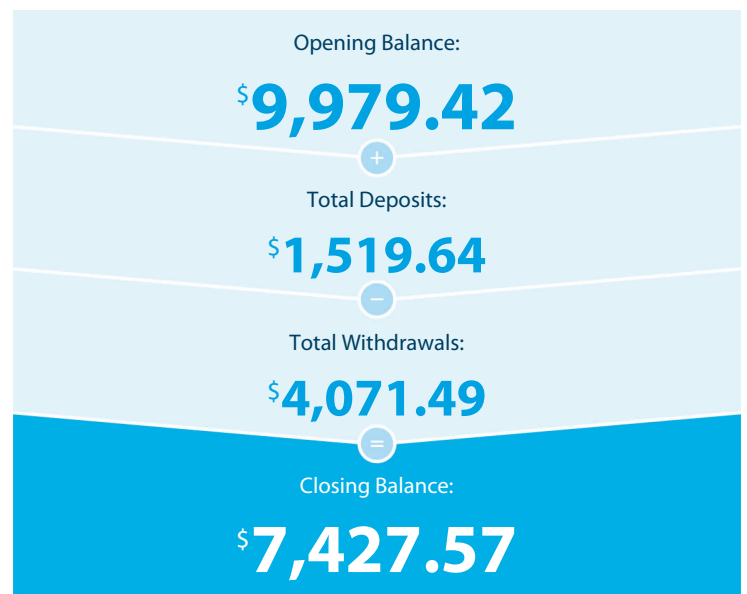 Opening Balance:
$9,979.42
+
Total Deposits:
$1,519.64
−
Total Withdrawals:
$4,071.49
=
Closing Balance:
$7,427.57